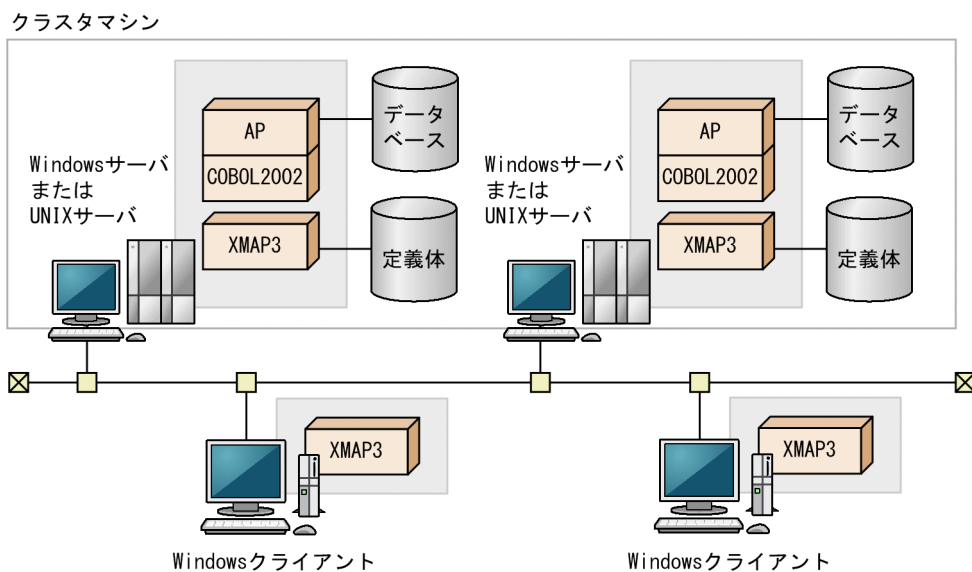 クラスタマシン
Windowsサーバ
または
UNIXサーバ
AP
COBOL2002
XMAP3
データ
ベース
定義体
Windowsサーバ
または
UNIXサーバ
AP
COBOL2002
XMAP3
データ
ベース
定義体
XMAP3
Windowsクライアント
XMAP3
Windowsクライアント